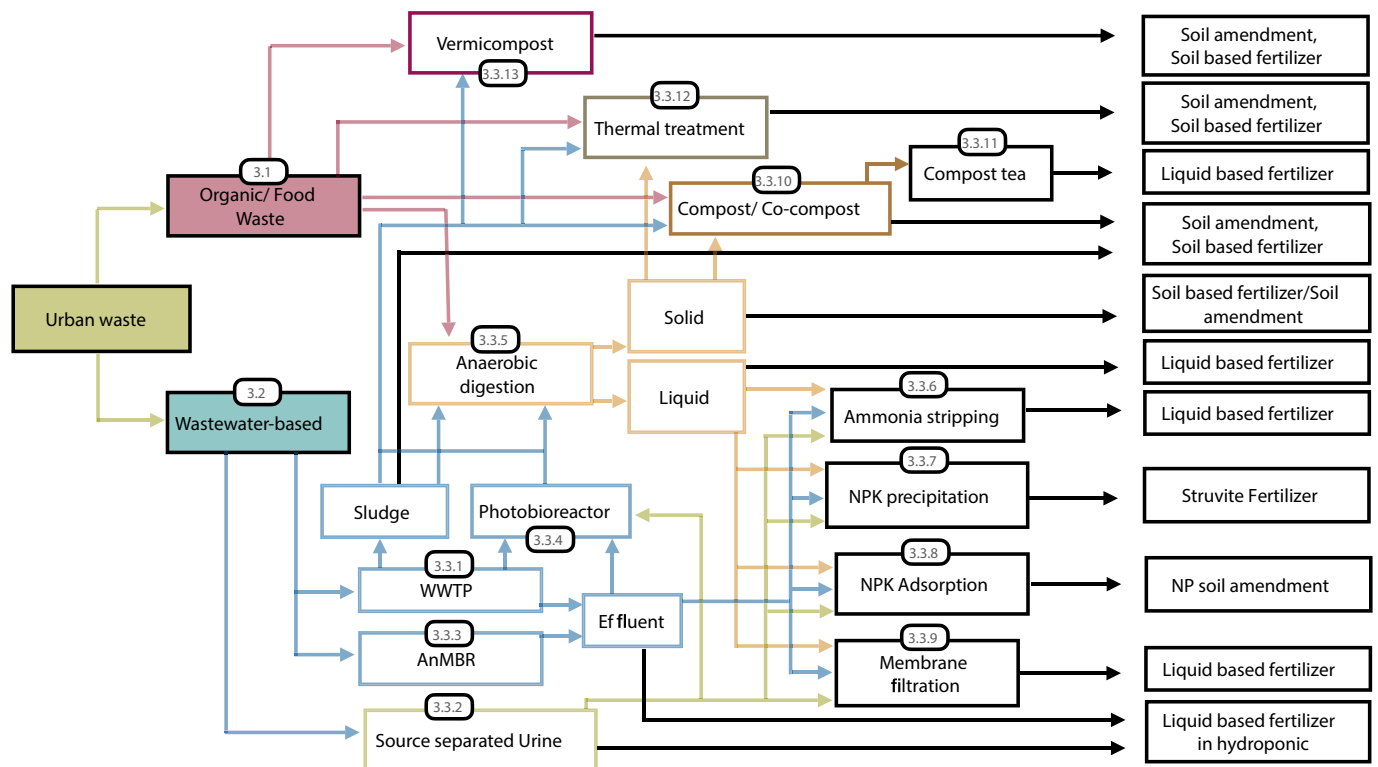 Vermicompost
3.3.13
Soil amendment,
Soil based fertilizer
3.3.12
Thermal treatment
Soil amendment,
Soil based fertilizer
3.3.11
Compost tea
Liquid based fertilizer
3.1
Organic/ Food
Waste
3.3.10
Compost/ Co-compost
Soil amendment,
Soil based fertilizer
Urban waste
Solid
Soil based fertilizer/Soil
amendment
3.3.5
Anaerobic
digestion
Liquid
Liquid based fertilizer
3.2
Wastewater-based
3.3.6
Ammonia stripping
Liquid based fertilizer
Sludge
Photobioreactor
3.3.4
3.3.7
NPK precipitation
Struvite Fertilizer
3.3.1
WWTP
Effluent
3.3.8
NPK Adsorption
NP soil amendment
3.3.3
AnMBR
3.3.9
Membrane
filtration
Liquid based fertilizer
3.3.2
Source separated Urine
Liquid based fertilizer
in hydroponic